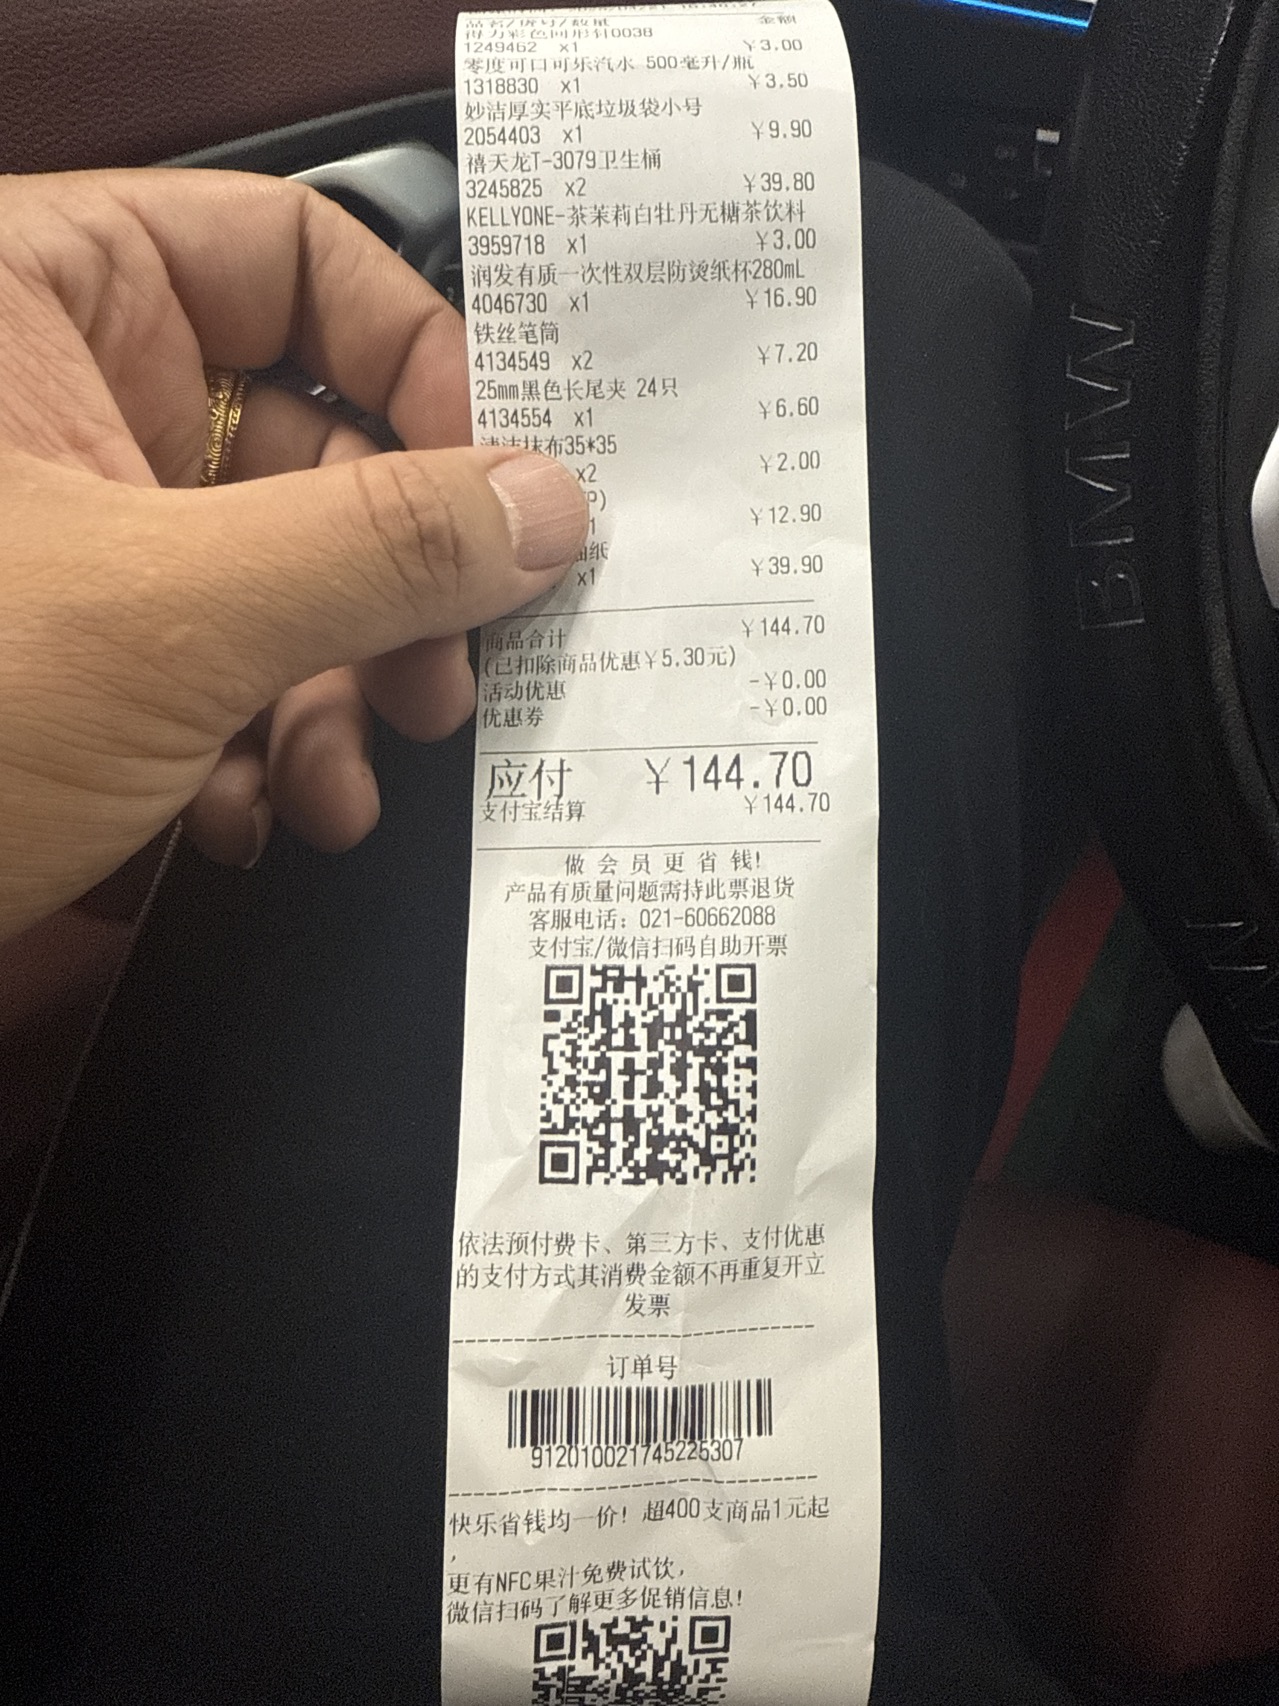 品名/货号/数量 金额
得力彩色回形针0038
1249462 x1 ¥3.00
零度可口可乐汽水 500毫升/瓶
1318830 x1 ¥3.50
妙洁厚实平底垃圾袋小号
2054403 x1 ¥9.90
禧天龙T-3079卫生桶
3245825 x2 ¥39.80
KELLYONE-茶茉莉白牡丹无糖茶饮料
3959718 x1 ¥3.00
润发有质一次性双层防烫纸杯280mL
4046730 x1 ¥16.90
铁丝笔筒
4134549 x2 ¥7.20
25mm黑色长尾夹 24只
4134554 x1 ¥6.60
清洁抹布35*35
x2 ¥2.00
P)
1 ¥12.90
纸
x1 ¥39.90
商品合计 ¥144.70
(已扣除商品优惠¥5.30元)
活动优惠 -¥0.00
优惠券 -¥0.00
应付 ¥144.70
支付宝结算 ¥144.70
做会员更省钱!
产品有质量问题需持此票退货
客服电话: 021-60662088
支付宝/微信扫码自助开票
依法预付费卡、第三方卡、支付优惠
的支付方式其消费金额不再重复开立
发票
订单号
912010021745225307
快乐省钱均一价! 超400支商品1元起
,
更有NFC果汁免费试饮,
微信扫码了解更多促销信息!
BMW